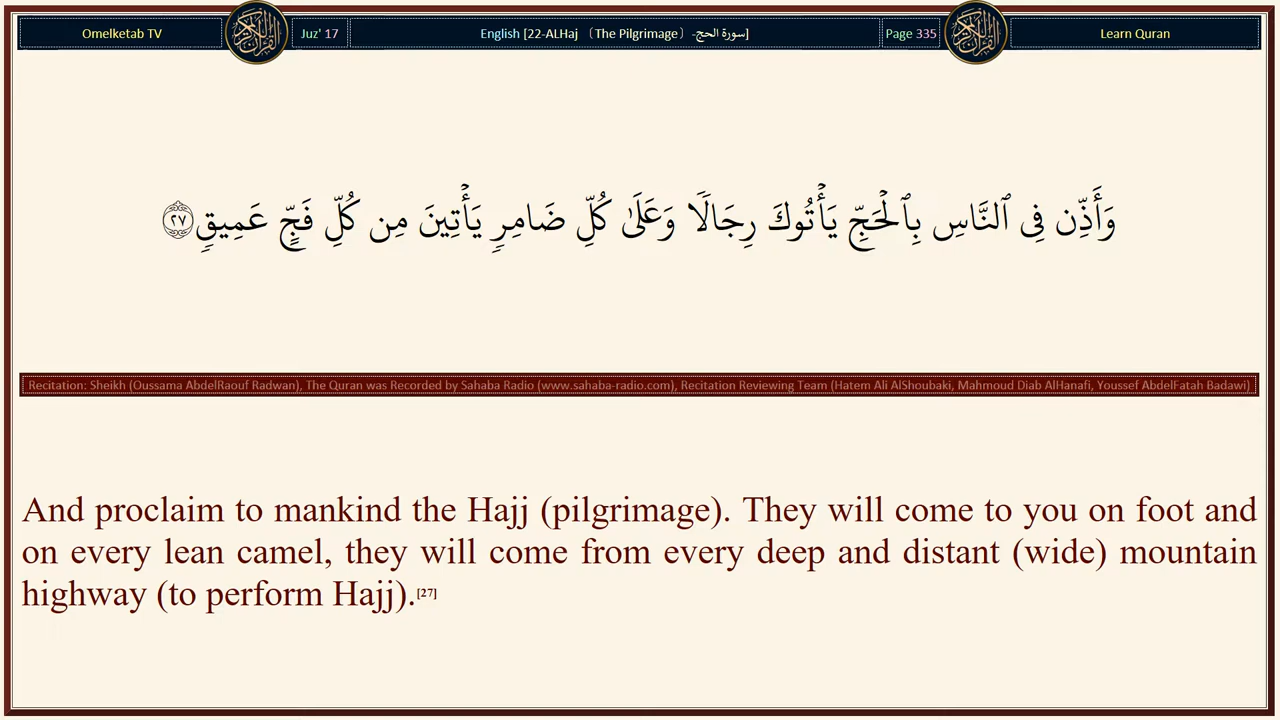 Omelketab TV
Juz' 17
English [22-ALHaj （The Pilgrimage） -سورة الحج]
Page 335
Learn Quran
وَأَذِّن فِى ٱلنَّاسِ بِٱلْحَجِّ يَأْتُوكَ رِجَالًا وَعَلَىٰ كُلِّ ضَامِرٍ يَأْتِينَ مِن كُلِّ فَجٍّ عَمِيقٍ ٢٧
Recitation: Sheikh (Oussama AbdelRaouf Radwan), The Quran was Recorded by Sahaba Radio (www.sahaba-radio.com), Recitation Reviewing Team (Hatem Ali AlShoubaki, Mahmoud Diab AlHanafi, Youssef AbdelFatah Badawi)
And proclaim to mankind the Hajj (pilgrimage). They will come to you on foot and
on every lean camel, they will come from every deep and distant (wide) mountain
highway (to perform Hajj).[27]